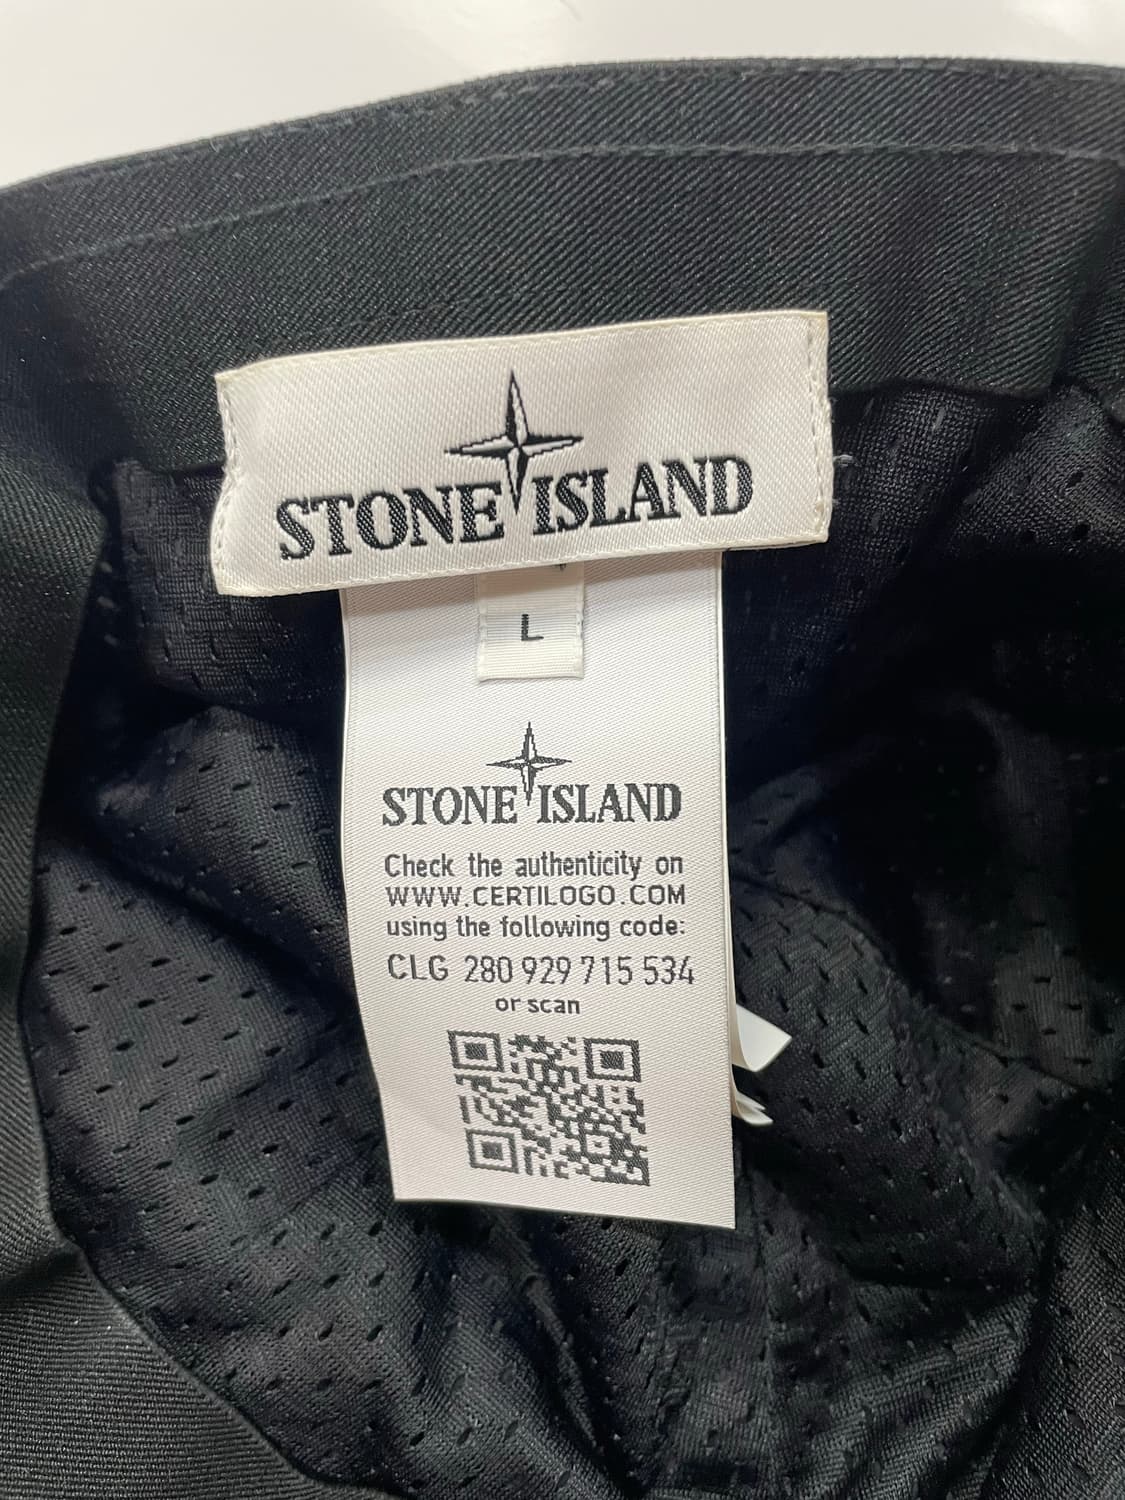 STONE ISLAND
L
STONE ISLAND
Check the authenticity on
WWW.CERTILOGO.COM
using the following code:
CLG 280 929 715 534
or scan